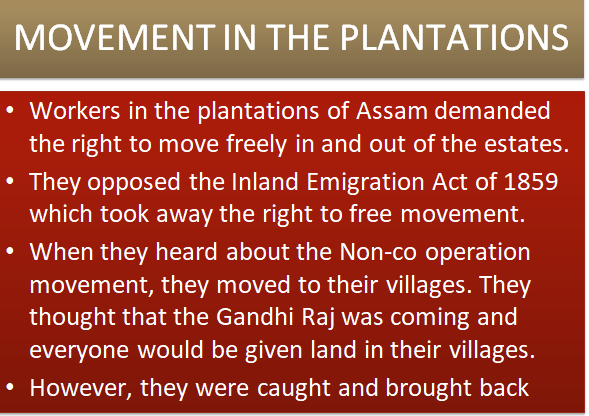 MOVEMENT IN THE PLANTATIONS
• Workers in the plantations of Assam demanded
the right to move freely in and out of the estates.
• They opposed the Inland Emigration Act of 1859
which took away the right to free movement.
• When they heard about the Non-co operation
movement, they moved to their villages. They
thought that the Gandhi Raj was coming and
everyone would be given land in their villages.
• However, they were caught and brought back